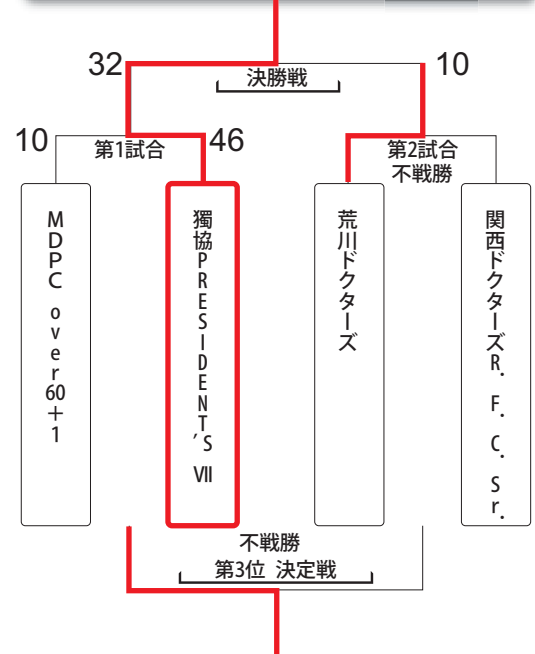 32
決勝戦
10
10
第1試合
46
第2試合
不戦勝
MDPC over60+1
獨協PRESIDENT'S Ⅶ
荒川ドクターズ
関西ドクターズR. F. C. Sr.
不戦勝
第3位 決定戦